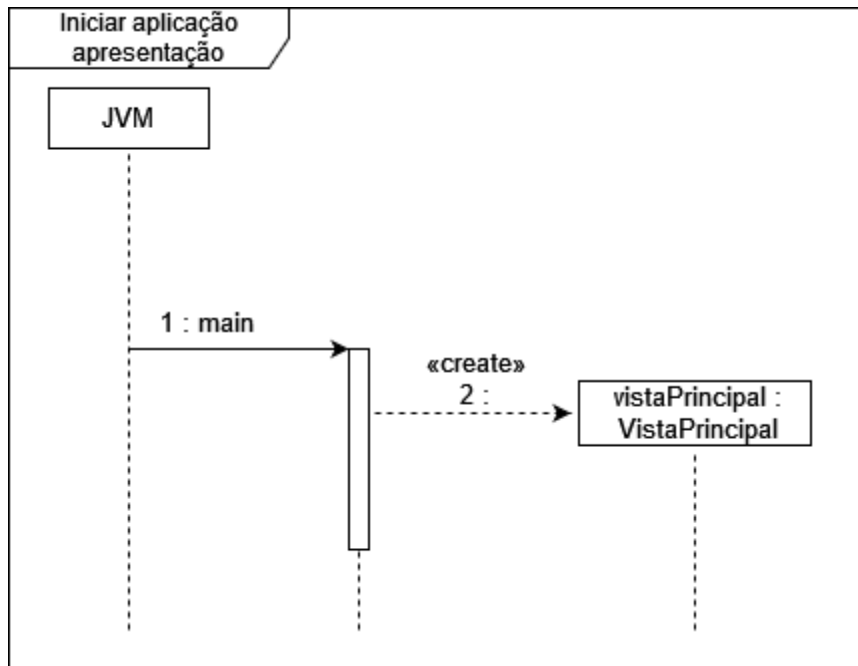 Iniciar aplicação
apresentação
JVM
1 : main
«create»
2 :
vistaPrincipal :
VistaPrincipal